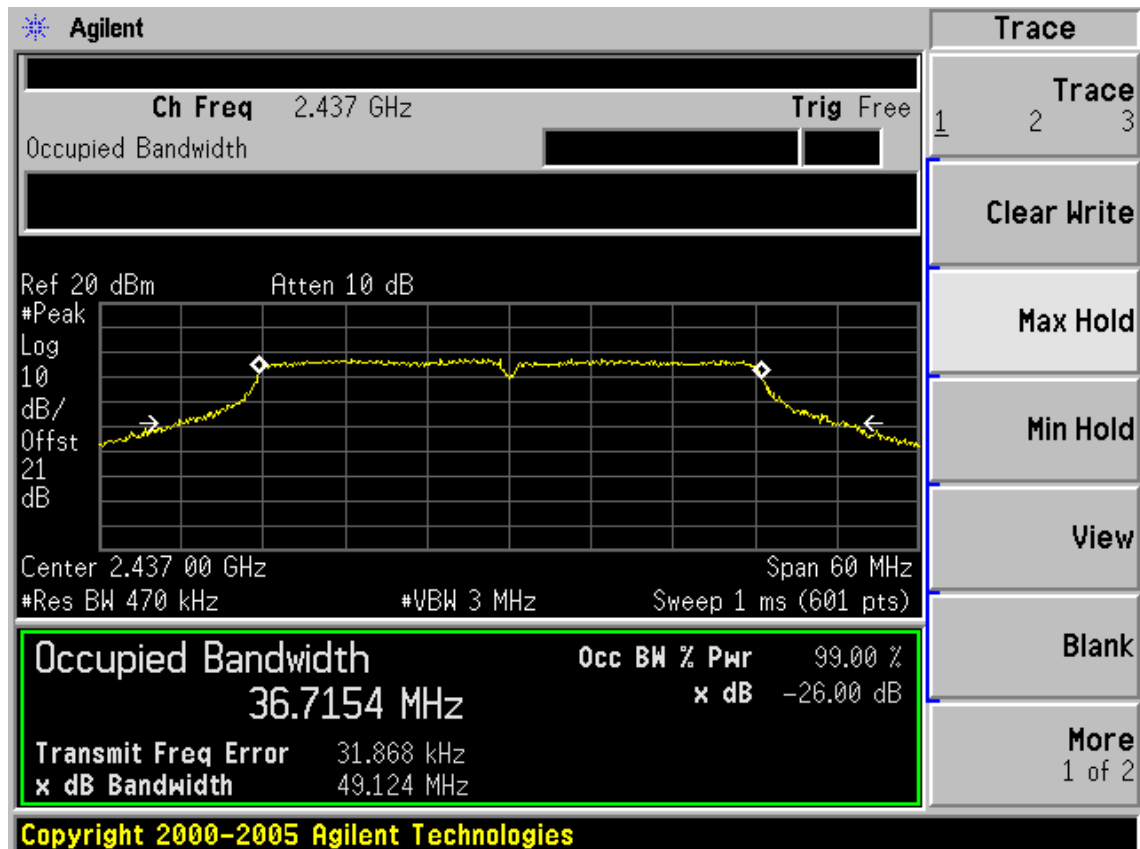 Agilent
Trace
Ch Freq 2.437 GHz Trig Free
Occupied Bandwidth
Trace
1 2 3
Clear Write
Max Hold
Min Hold
View
Blank
More
1 of 2
Ref 20 dBm Atten 10 dB
#Peak
Log
10
dB/
Offst
21
dB
Center 2.437 00 GHz Span 60 MHz
#Res BW 470 kHz #VBW 3 MHz Sweep 1 ms (601 pts)
Occupied Bandwidth
36.7154 MHz
Occ BW % Pwr 99.00 %
x dB -26.00 dB
Transmit Freq Error 31.868 kHz
x dB Bandwidth 49.124 MHz
Copyright 2000-2005 Agilent Technologies